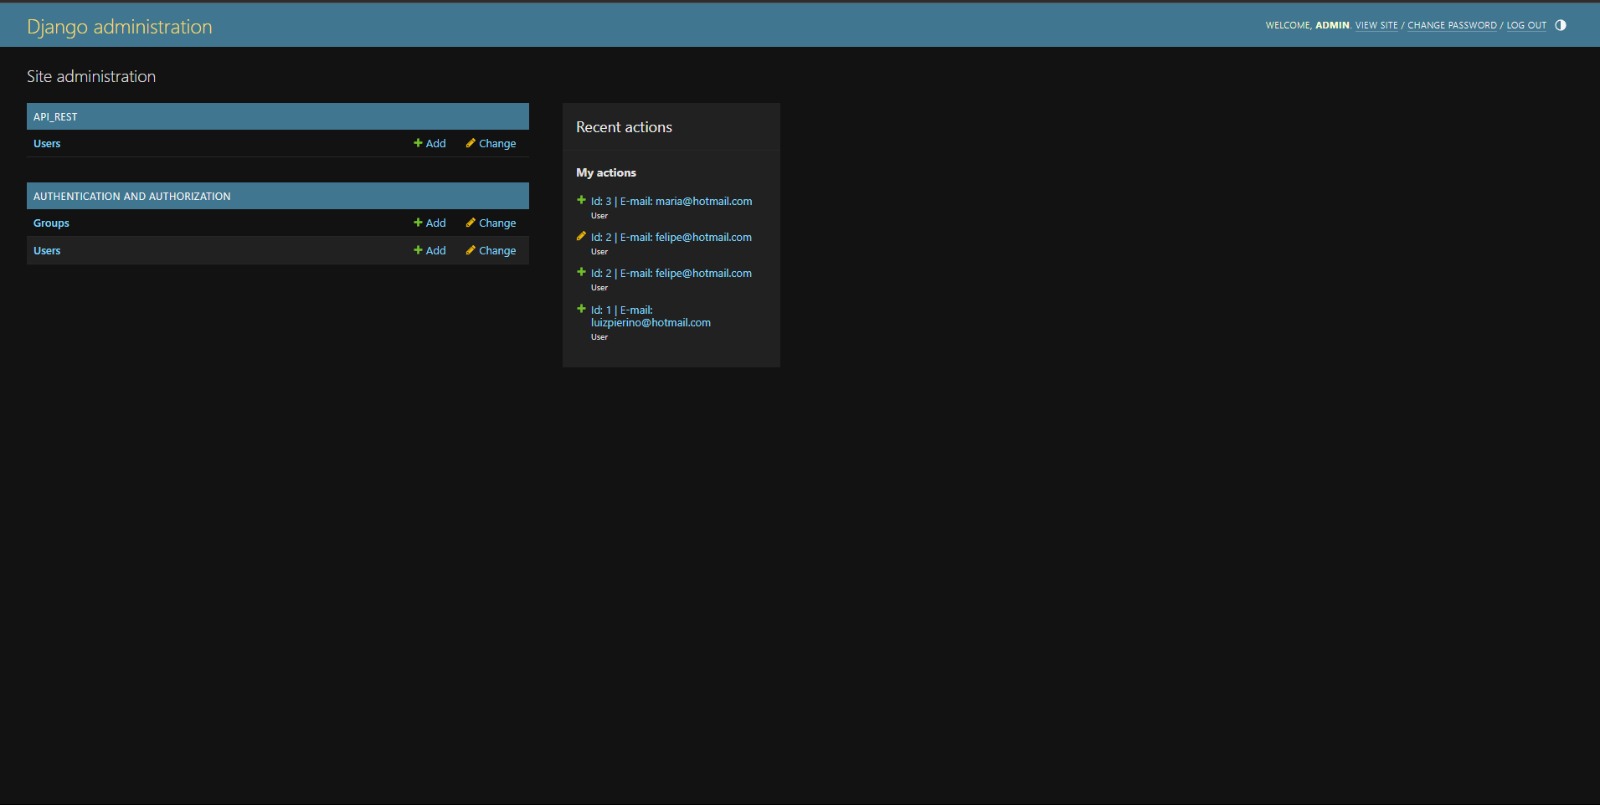 Django administration
WELCOME, ADMIN. VIEW SITE / CHANGE PASSWORD / LOG OUT
Site administration
API_REST
Users Add Change
AUTHENTICATION AND AUTHORIZATION
Groups Add Change
Users Add Change
Recent actions
My actions
Id: 3 | E-mail: maria@hotmail.com
User
Id: 2 | E-mail: felipe@hotmail.com
User
Id: 2 | E-mail: felipe@hotmail.com
User
Id: 1 | E-mail:
luizpierino@hotmail.com
User